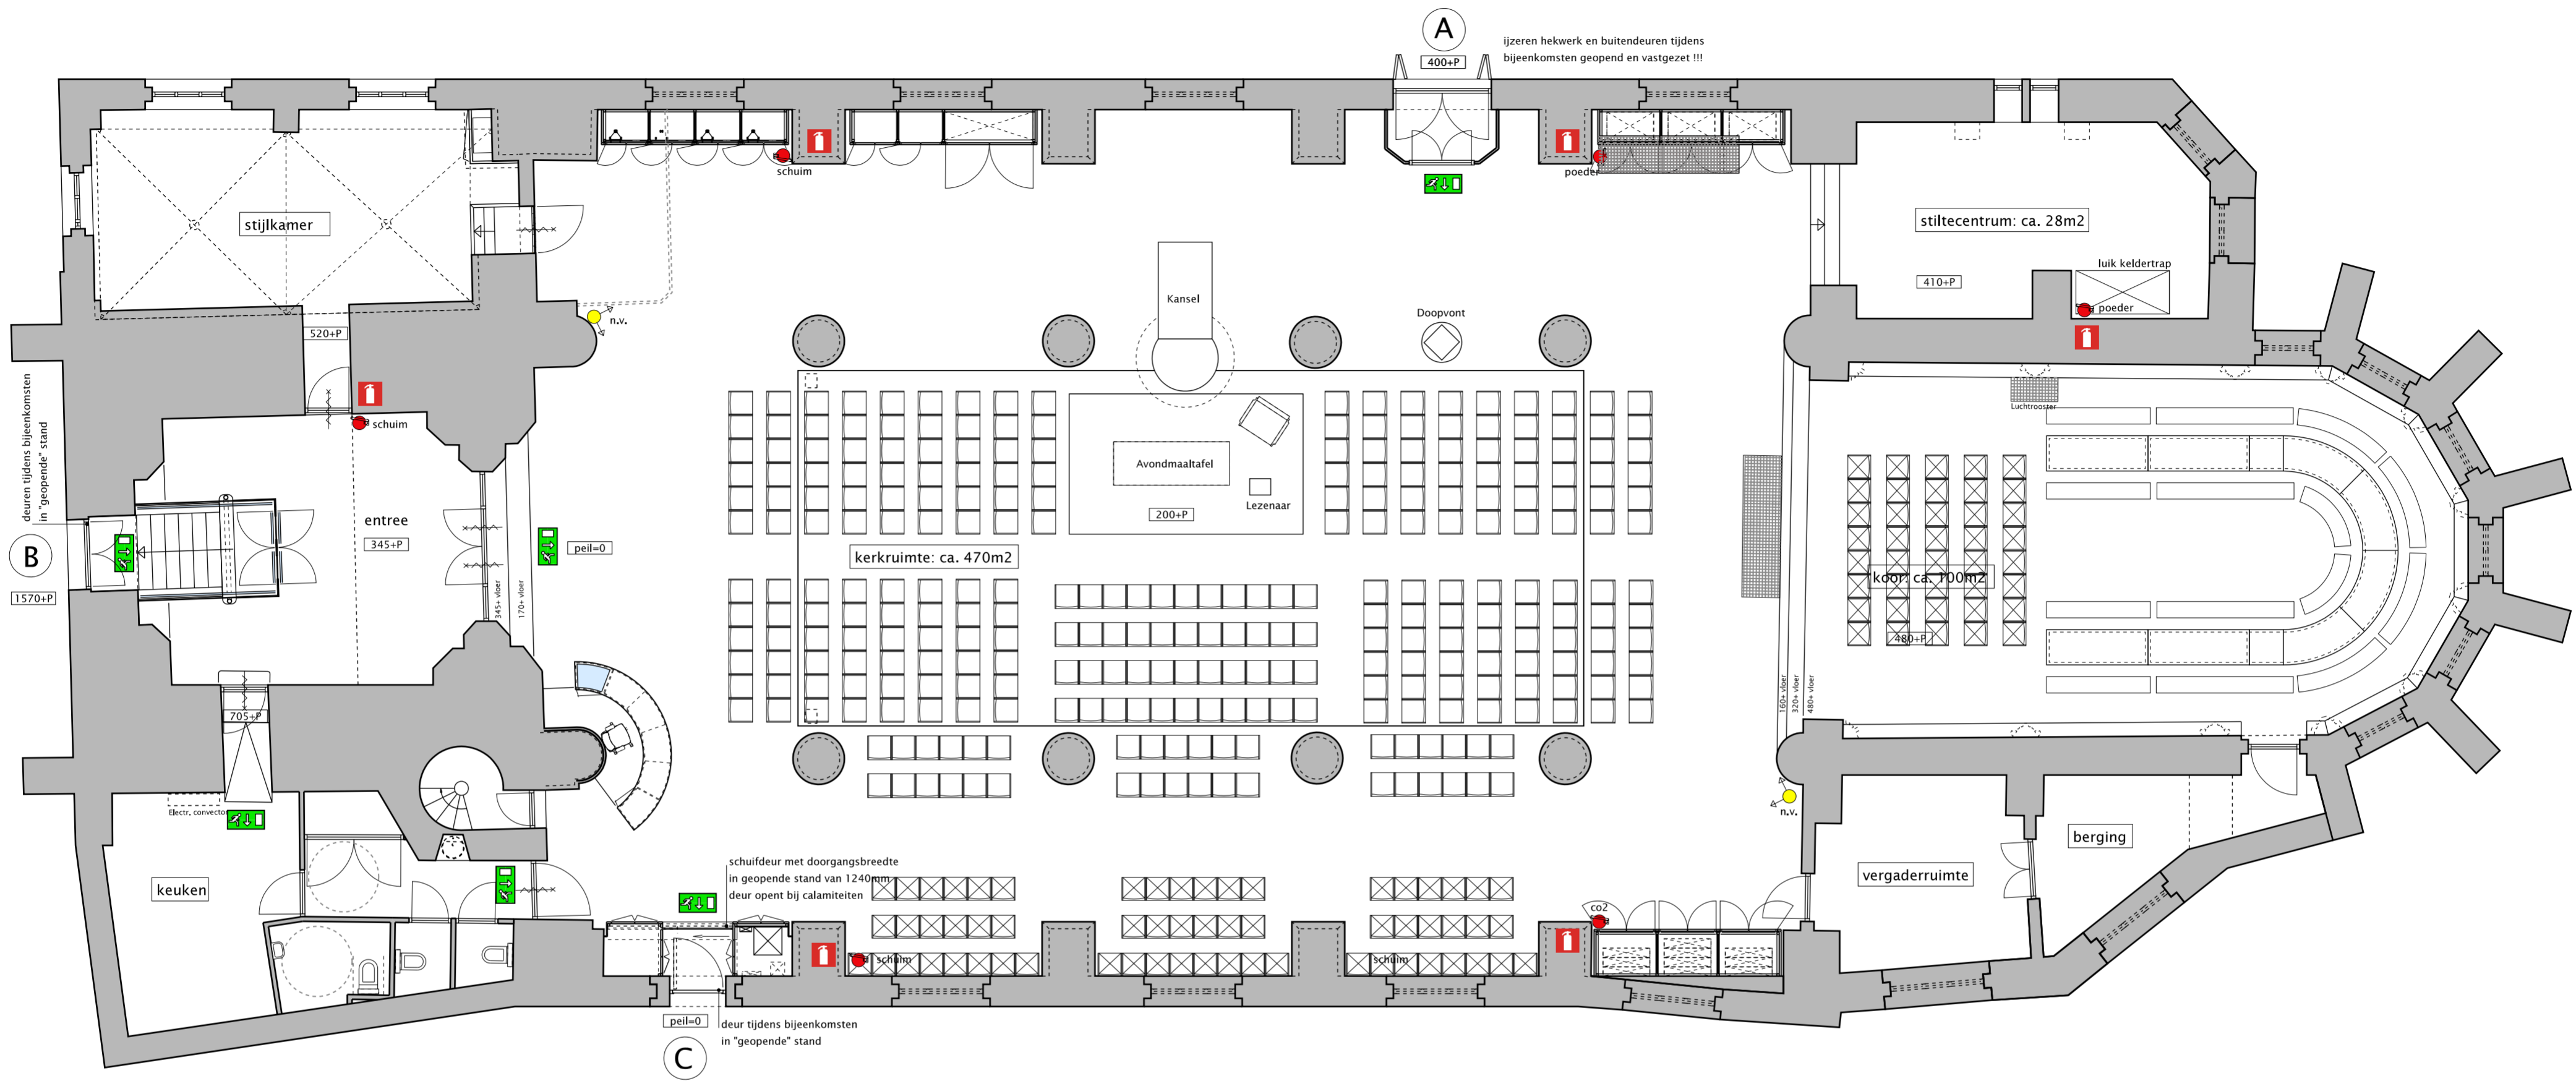 A
400+P
ijzeren hekwerk en buitendeuren tijdens
bijeenkomsten geopend en vastgezet !!!
schuim
poeder
stijlkamer
stiltecentrum: ca. 28m2
luik keldertrap
410+P
poeder
Kansel
Doopvont
n.v.
520+P
deuren tijdens bijeenkomsten
in "geopende" stand
schuim
Luchtrooster
Avondmaaltafel
Lezenaar
200+P
entree
345+P
peil=0
kerkruimte: ca. 470m2
koor: ca. 100m2
480+P
B
1570+P
345+ vloer
170+ vloer
160+ vloer
320+ vloer
480+ vloer
705+P
Electr. convector
n.v.
berging
vergaderruimte
keuken
schuifdeur met doorgangsbreedte
in geopende stand van 1240mm
deur opent bij calamiteiten
co2
schuim
schuim
peil=0
deur tijdens bijeenkomsten
in "geopende" stand
C